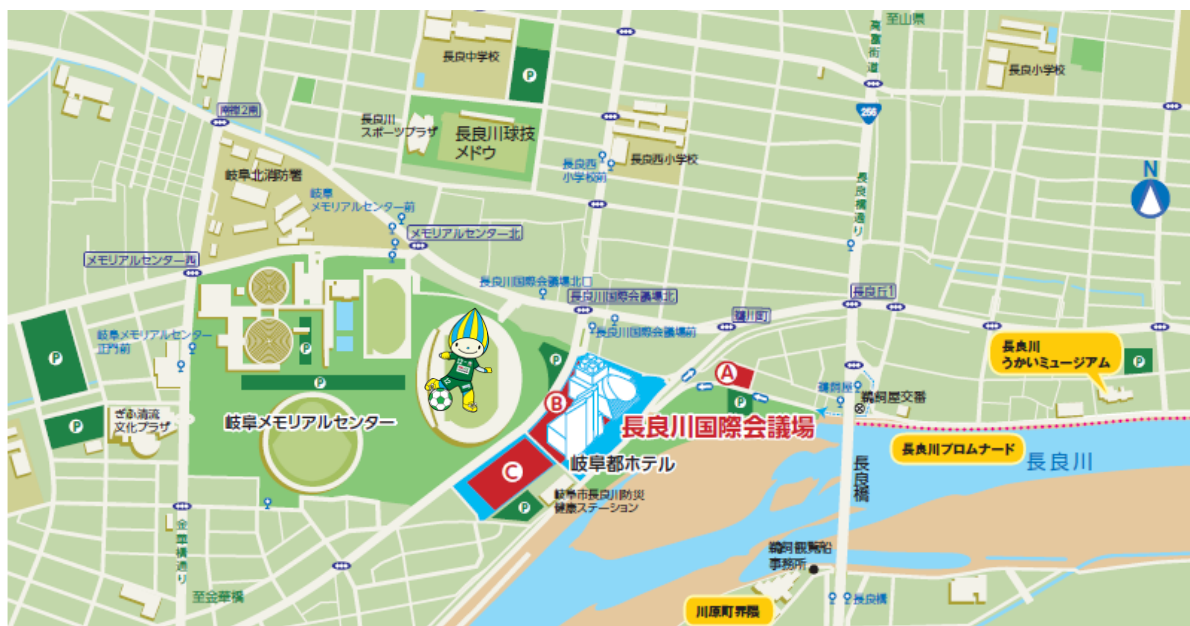 至山県
高富街道
長良中学校
長良小学校
P
256
長良川
スポーツプラザ
長良川球技
メドウ
長良西小学校
長良西
小学校前
岐阜北消防署
岐阜
メモリアルセンター前
長良橋通り
N
メモリアルセンター北
メモリアルセンター西
長良川国際会議場北口
長良川国際会議場北
長良丘1
鵜飼屋
長良川国際会議場前
岐阜メモリアルセンター
正門前
P
P
P
P
P
長良川
うかいミュージアム
A
B
P
鵜飼屋交番
ぎふ清流
文化プラザ
P
岐阜メモリアルセンター
長良川国際会議場
長良川プロムナード
長良川
岐阜都ホテル
C
長良橋
岐阜市長良川防災
健康ステーション
P
金華橋通り
鵜飼観覧船
事務所
至金華橋
川原町界隈
長良橋